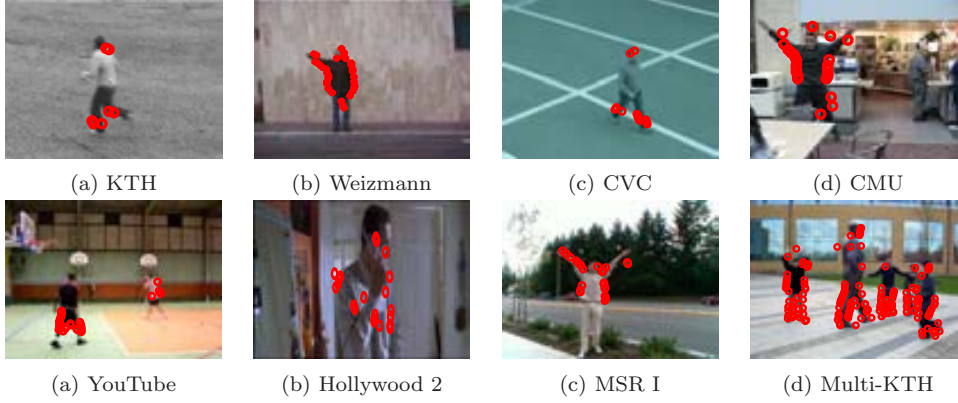 (a) KTH
(b) Weizmann
(c) CVC
(d) CMU
(a) YouTube
(b) Hollywood 2
(c) MSR I
(d) Multi-KTH